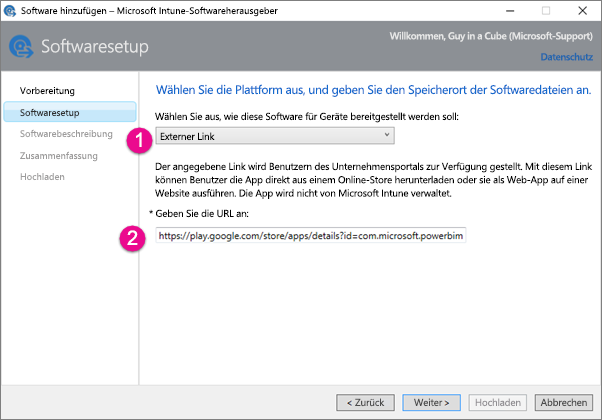 Software hinzufügen – Microsoft Intune-Softwareherausgeber
Softwaresetup
Willkommen, Guy in a Cube (Microsoft-Support)
Datenschutz
Vorbereitung
Softwaresetup
Softwarebeschreibung
Zusammenfassung
Hochladen
Wählen Sie die Plattform aus, und geben Sie den Speicherort der Softwaredateien an.
Wählen Sie aus, wie diese Software für Geräte bereitgestellt werden soll:
1
Externer Link
Der angegebene Link wird Benutzern des Unternehmensportals zur Verfügung gestellt. Mit diesem Link
können Benutzer die App direkt aus einem Online-Store herunterladen oder sie als Web-App auf einer
Website ausführen. Die App wird nicht von Microsoft Intune verwaltet.
* Geben Sie die URL an:
2
https://play.google.com/store/apps/details?id=com.microsoft.powerbim
< Zurück
Weiter >
Hochladen
Abbrechen